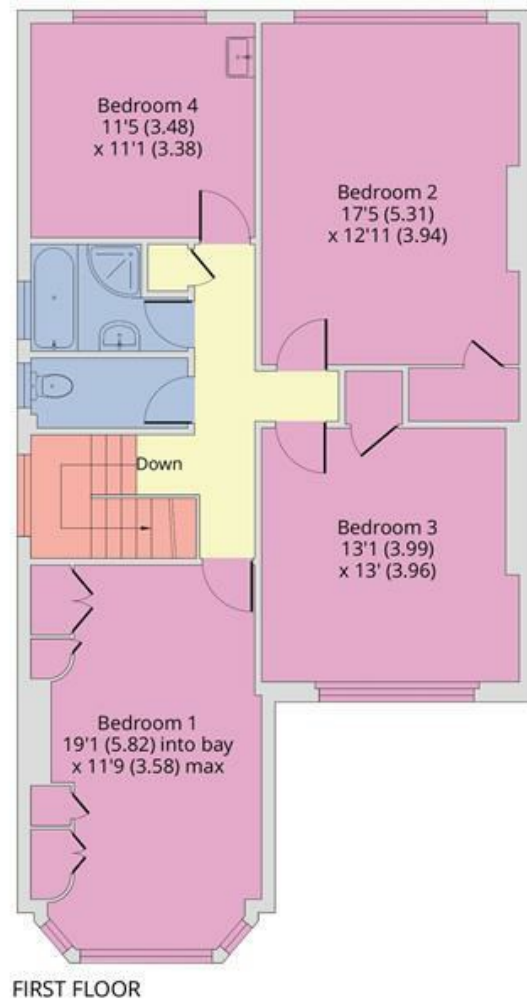 Bedroom 4
11'5 (3.48)
x 11'1 (3.38)
Bedroom 2
17'5 (5.31)
x 12'11 (3.94)
Down
Bedroom 3
13'1 (3.99)
x 13' (3.96)
Bedroom 1
19'1 (5.82) into bay
x 11'9 (3.58) max
FIRST FLOOR